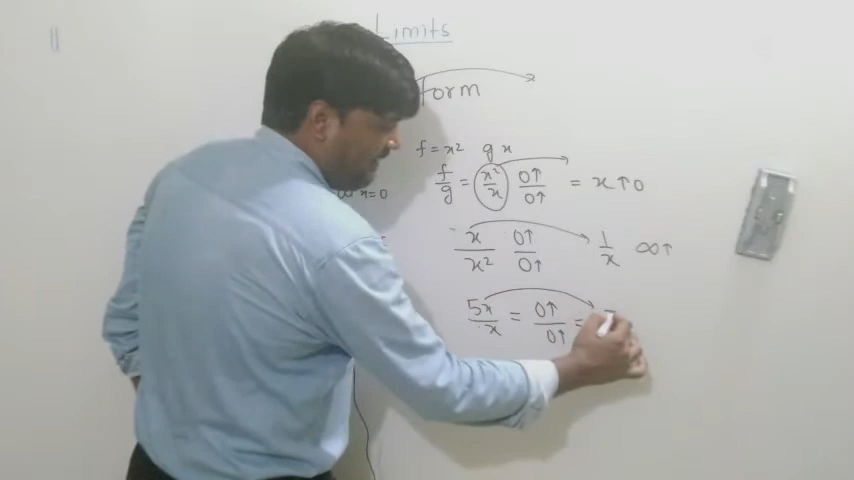 Limits
Form
f = x² g x
x=0
f/g = x²/x 0↑/0↑ = x↑0
x/x² 0↑/0↑ 1/x ∞↑
5x/x = 0↑/0↑ =